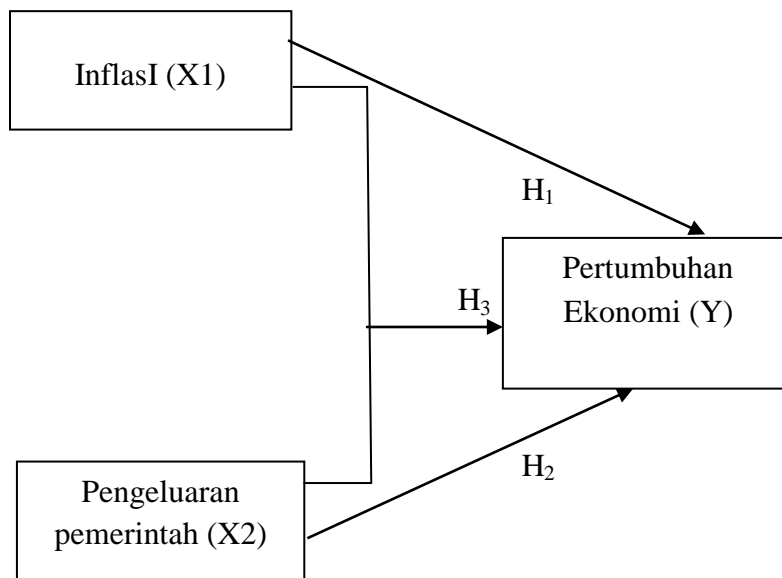 InflasI (X1)
H₁
Pertumbuhan
Ekonomi (Y)
H₃
H₂
Pengeluaran
pemerintah (X2)